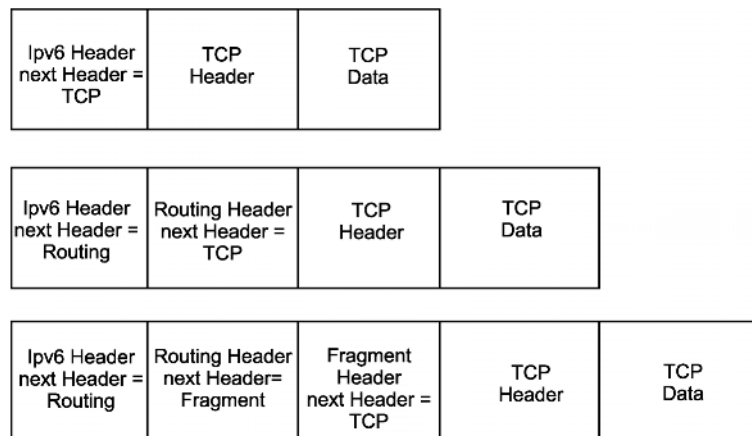 Ipv6 Header
next Header =
TCP
TCP
Header
TCP
Data
Ipv6 Header
next Header =
Routing
Routing Header
next Header =
TCP
TCP
Header
TCP
Data
Ipv6 Header
next Header =
Routing
Routing Header
next Header=
Fragment
Fragment
Header
next Header =
TCP
TCP
Header
TCP
Data